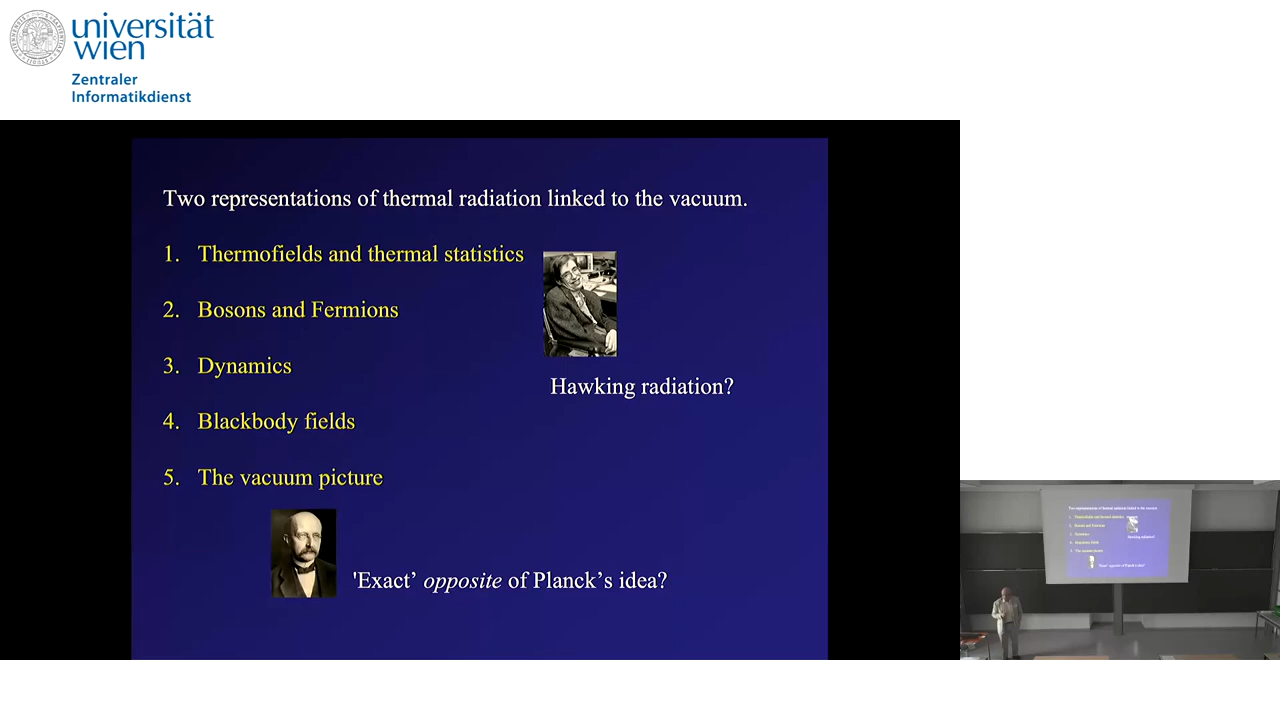 universität
wien
Zentraler
Informatikdienst
Two representations of thermal radiation linked to the vacuum.
1. Thermofields and thermal statistics
2. Bosons and Fermions
3. Dynamics
Hawking radiation?
4. Blackbody fields
5. The vacuum picture
'Exact’ opposite of Planck’s idea?